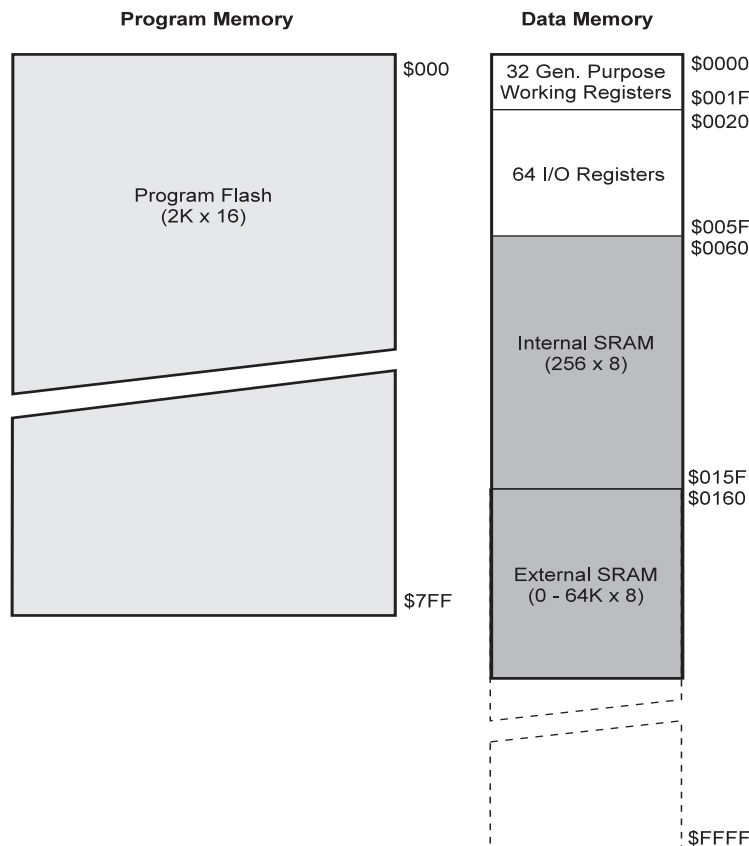 Program Memory
$000
Program Flash
(2K x 16)
$7FF
Data Memory
32 Gen. Purpose
Working Registers
$0000
$001F
$0020
64 I/O Registers
$005F
$0060
Internal SRAM
(256 x 8)
$015F
$0160
External SRAM
(0 - 64K x 8)
$FFFF